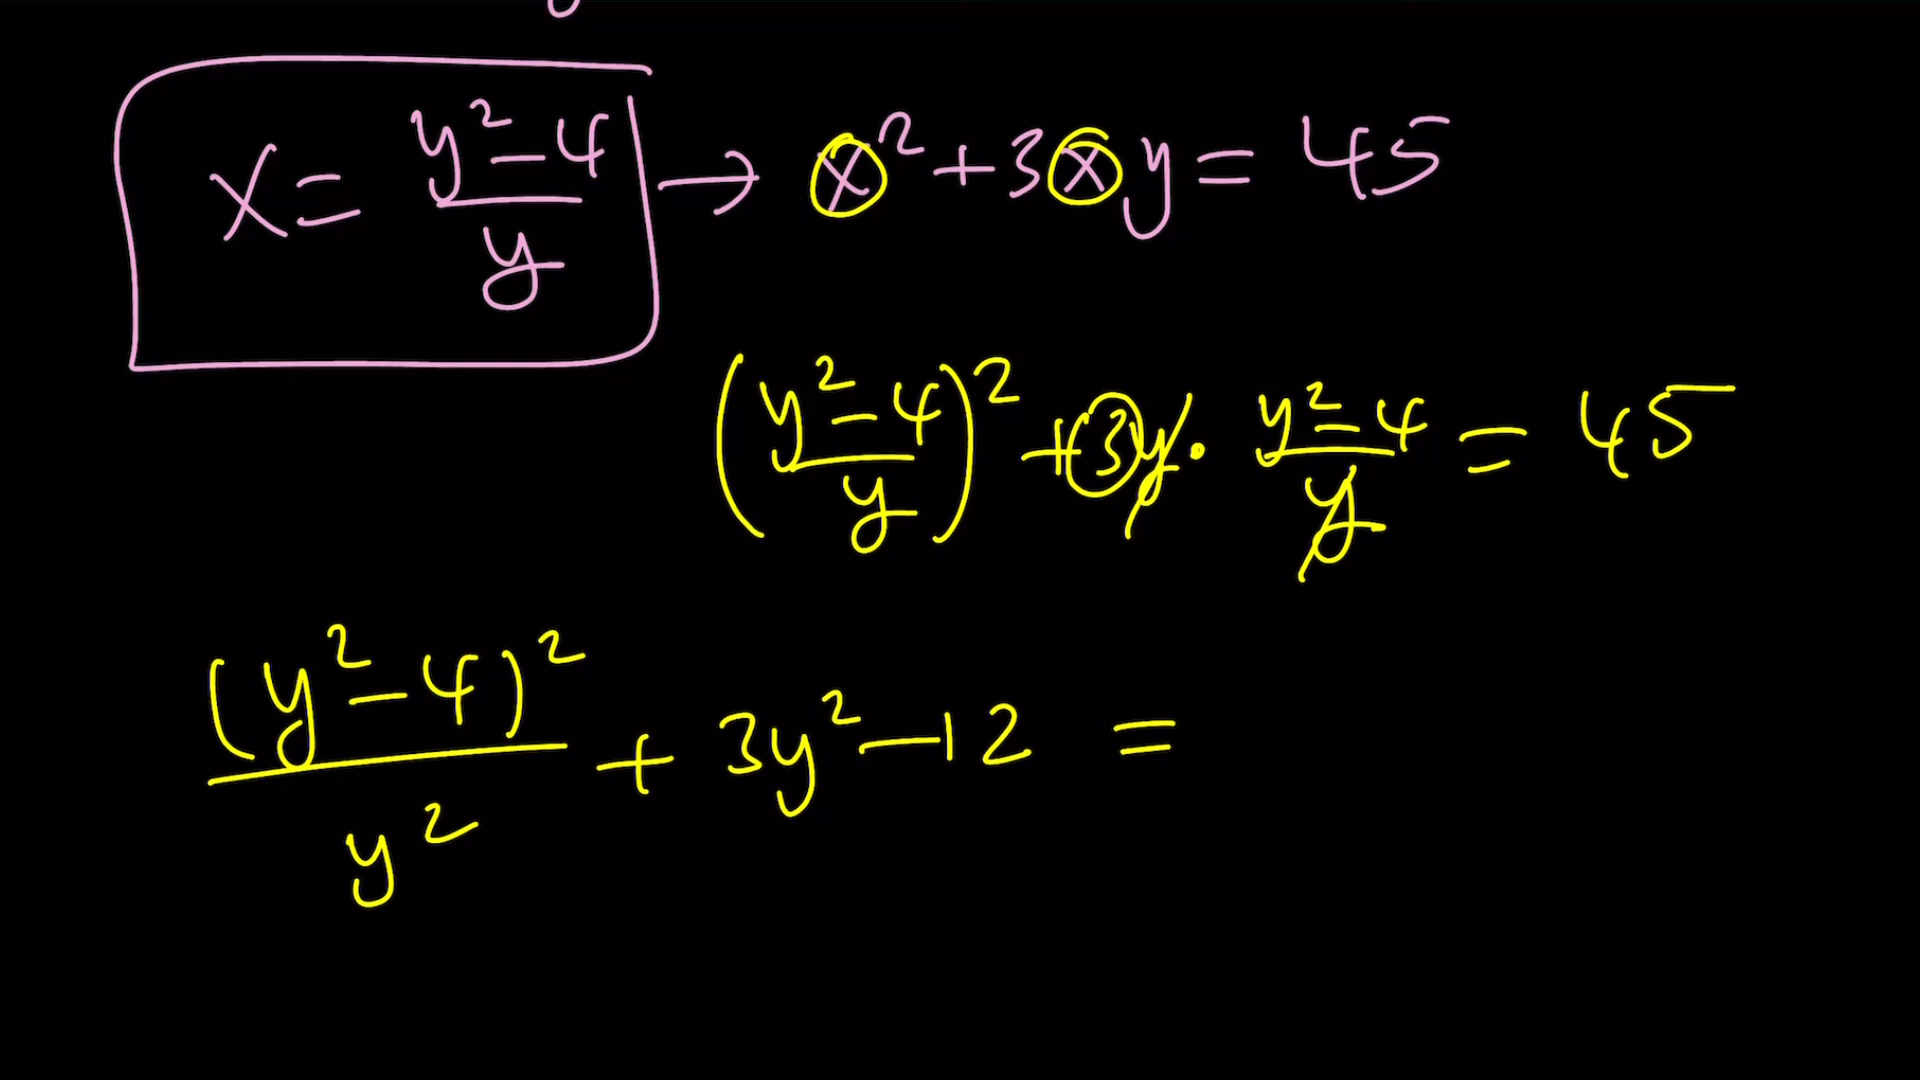 x = (y² - 4)/y → x² + 3xy = 45
((y² - 4)/y)² + 3y · (y² - 4)/y = 45
(y² - 4)²/y² + 3y² - 12 =